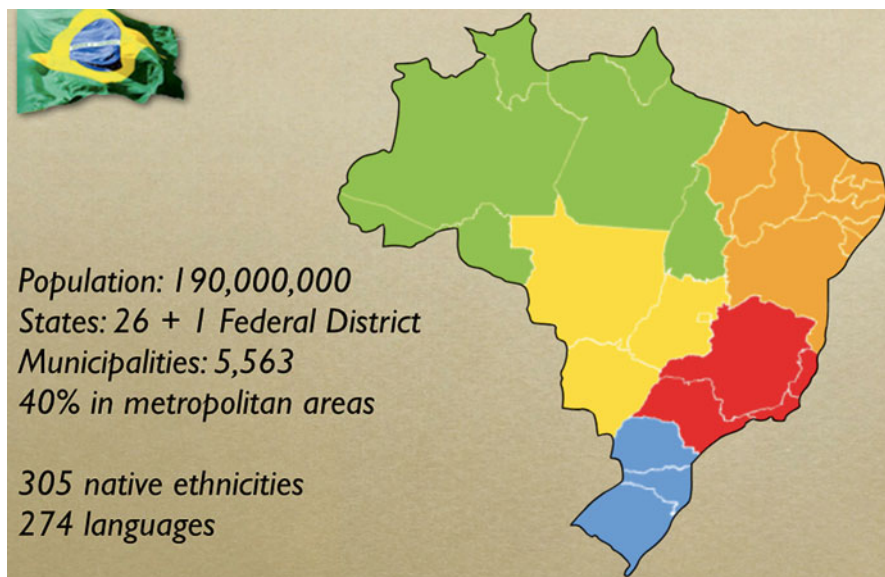 Population: 190,000,000
States: 26 + 1 Federal District
Municipalities: 5,563
40% in metropolitan areas
305 native ethnicities
274 languages